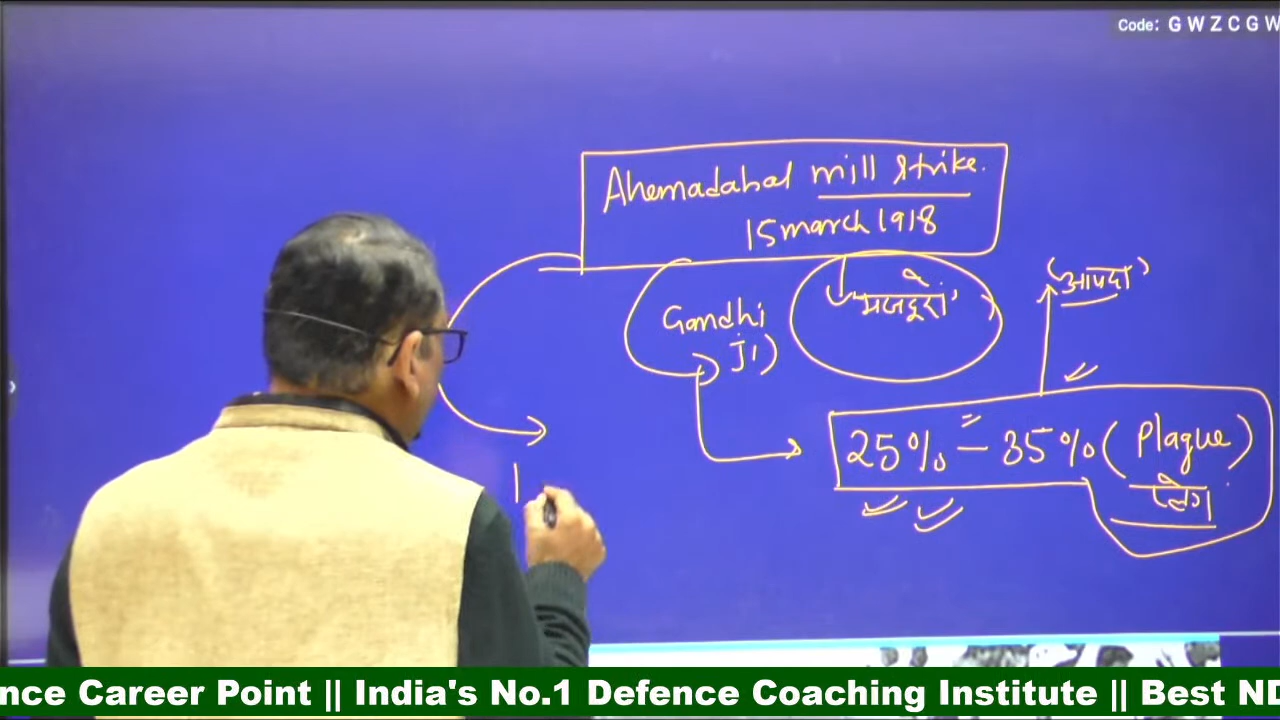 Code: G W Z C G W
Ahemadabad mill strike.
15 march 1918
Gandhi
ji)
मजदूरों
(आपदा)
25% - 35% (Plague)
प्लेग
nce Career Point || India's No.1 Defence Coaching Institute || Best ND